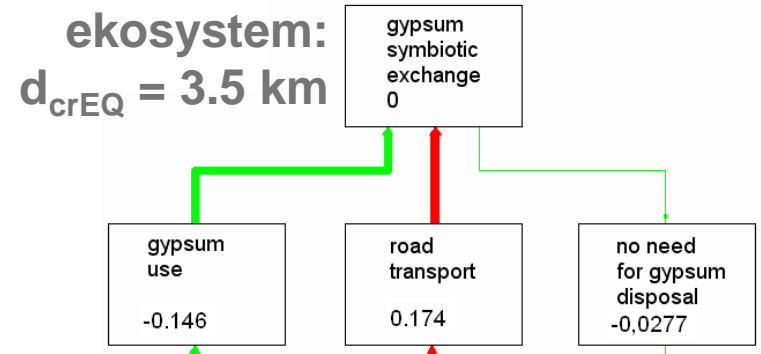 ekosystem:
d_crEQ = 3.5 km
gypsum
symbiotic
exchange
0
gypsum
use
-0.146
road
transport
0.174
no need
for gypsum
disposal
-0,0277